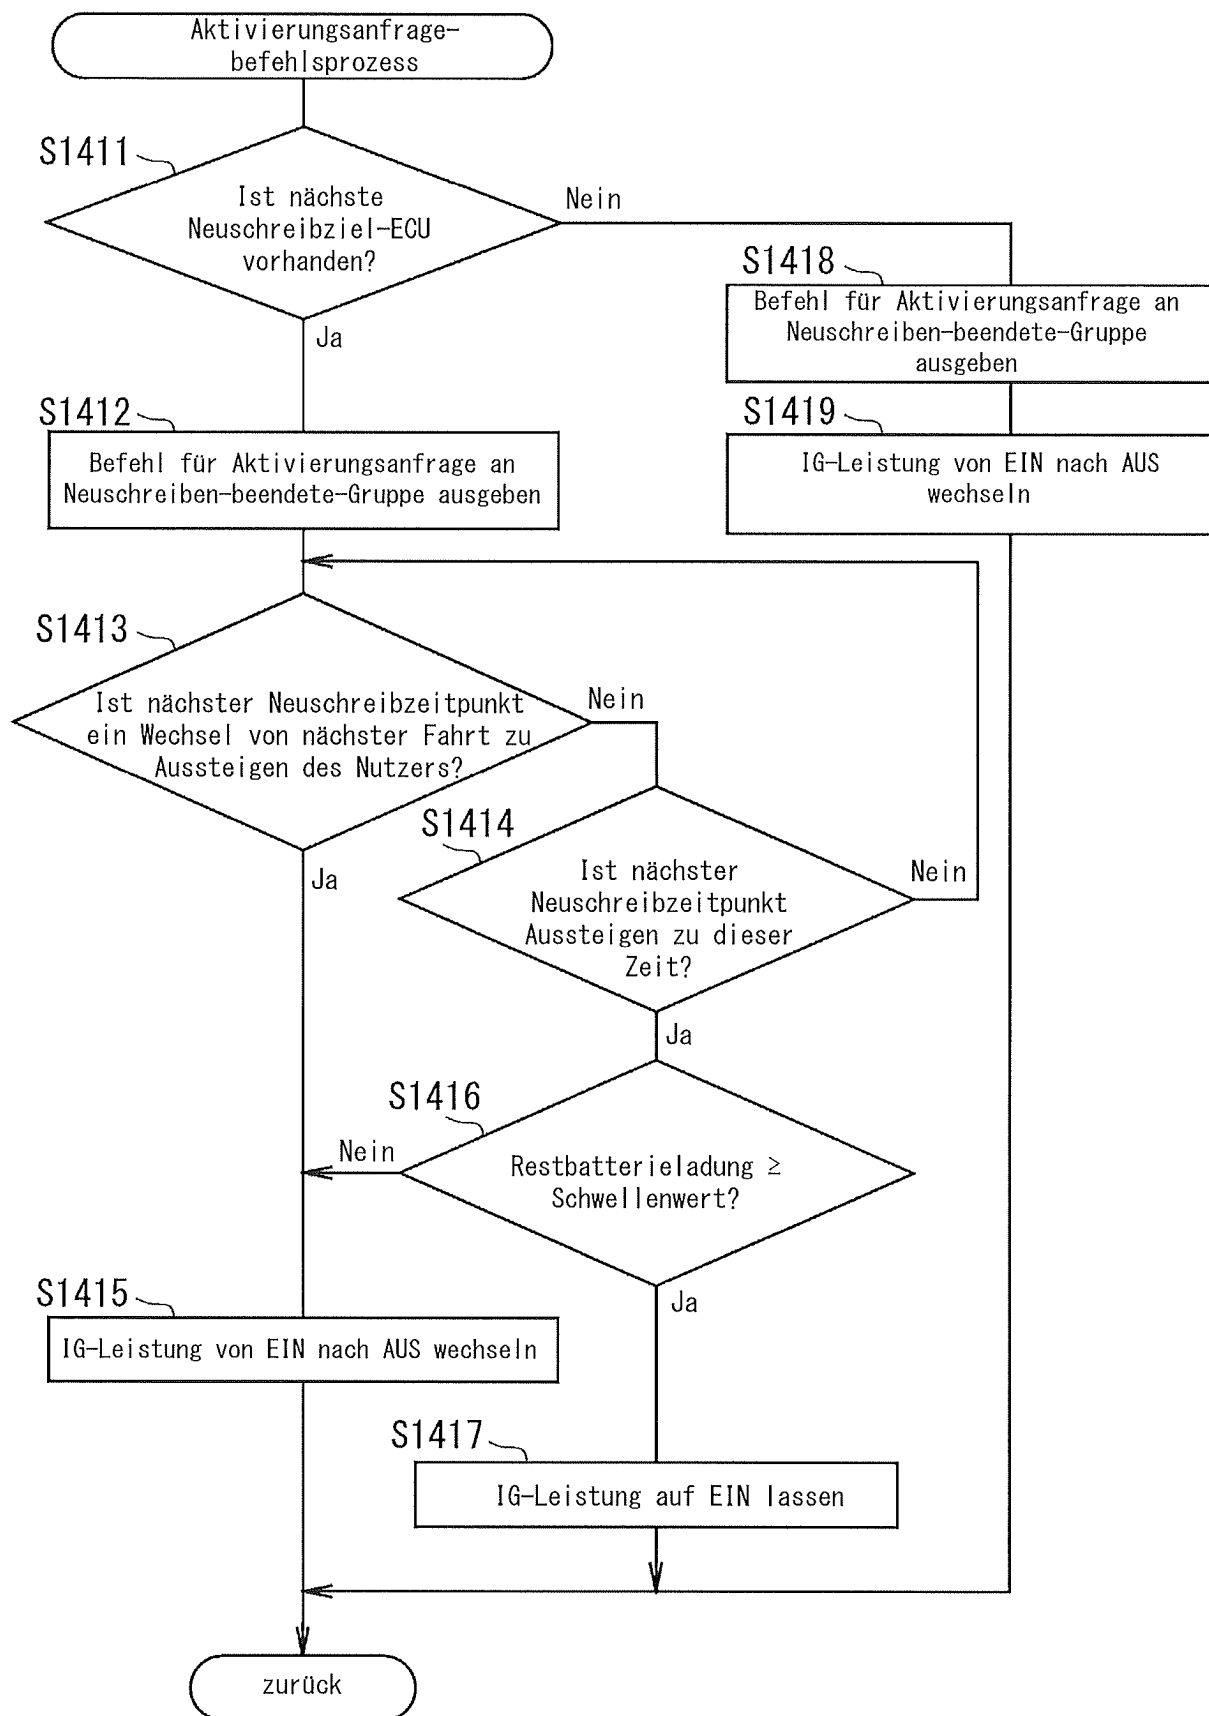 Aktivierungsanfrage-
befehlsprozess
S1411
Ist nächste
Neuschreibziel-ECU
vorhanden?
Nein
Ja
S1418
Befehl für Aktivierungsanfrage an
Neuschreiben-beendete-Gruppe
ausgeben
S1412
Befehl für Aktivierungsanfrage an
Neuschreiben-beendete-Gruppe ausgeben
S1419
IG-Leistung von EIN nach AUS
wechseln
S1413
Ist nächster Neuschreibzeitpunkt
ein Wechsel von nächster Fahrt zu
Aussteigen des Nutzers?
Nein
Ja
S1414
Ist nächster
Neuschreibzeitpunkt
Aussteigen zu dieser
Zeit?
Nein
Ja
S1416
Restbatterieladung ≥
Schwellenwert?
Nein
Ja
S1415
IG-Leistung von EIN nach AUS wechseln
S1417
IG-Leistung auf EIN lassen
zurück